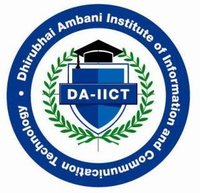 Dhirubhai Ambani Institute of Information and Communication Technology
DA-IICT